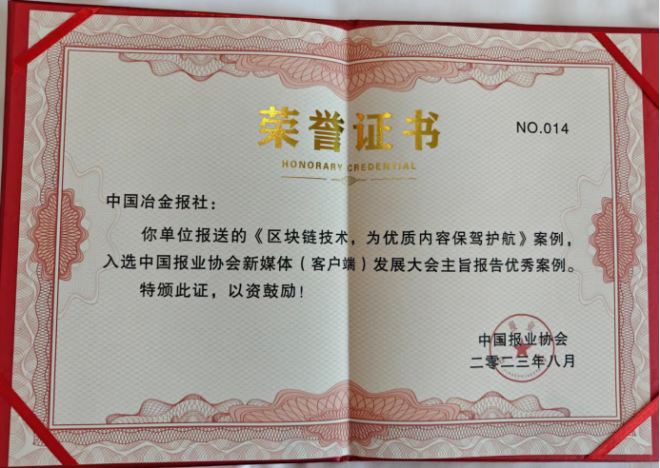 荣誉证书
NO.014
HONORARY CREDENTIAL
中国冶金报社：
你单位报送的《区块链技术，为优质内容保驾护航》案例，
入选中国报业协会新媒体（客户端）发展大会主旨报告优秀案例。
特颁此证，以资鼓励！
中国报业协会
二零二三年八月